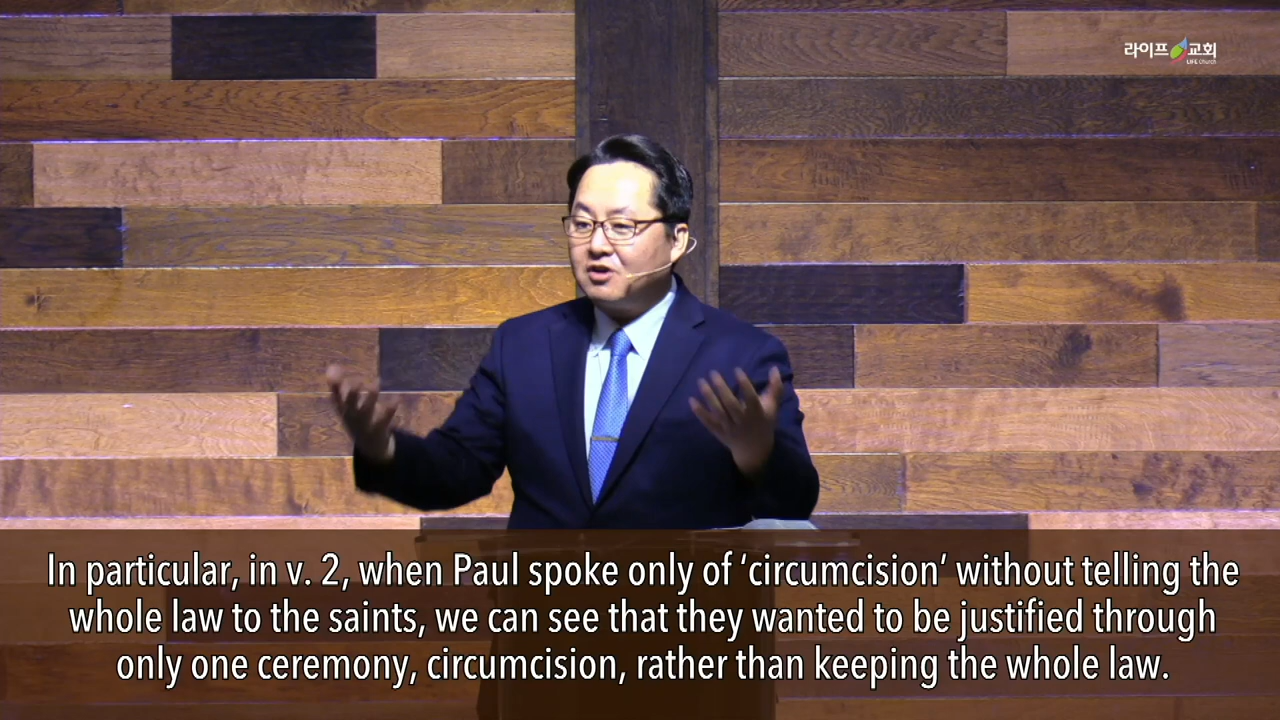 라이프 교회
LIFE Church
In particular, in v. 2, when Paul spoke only of ‘circumcision’ without telling the
whole law to the saints, we can see that they wanted to be justified through
only one ceremony, circumcision, rather than keeping the whole law.